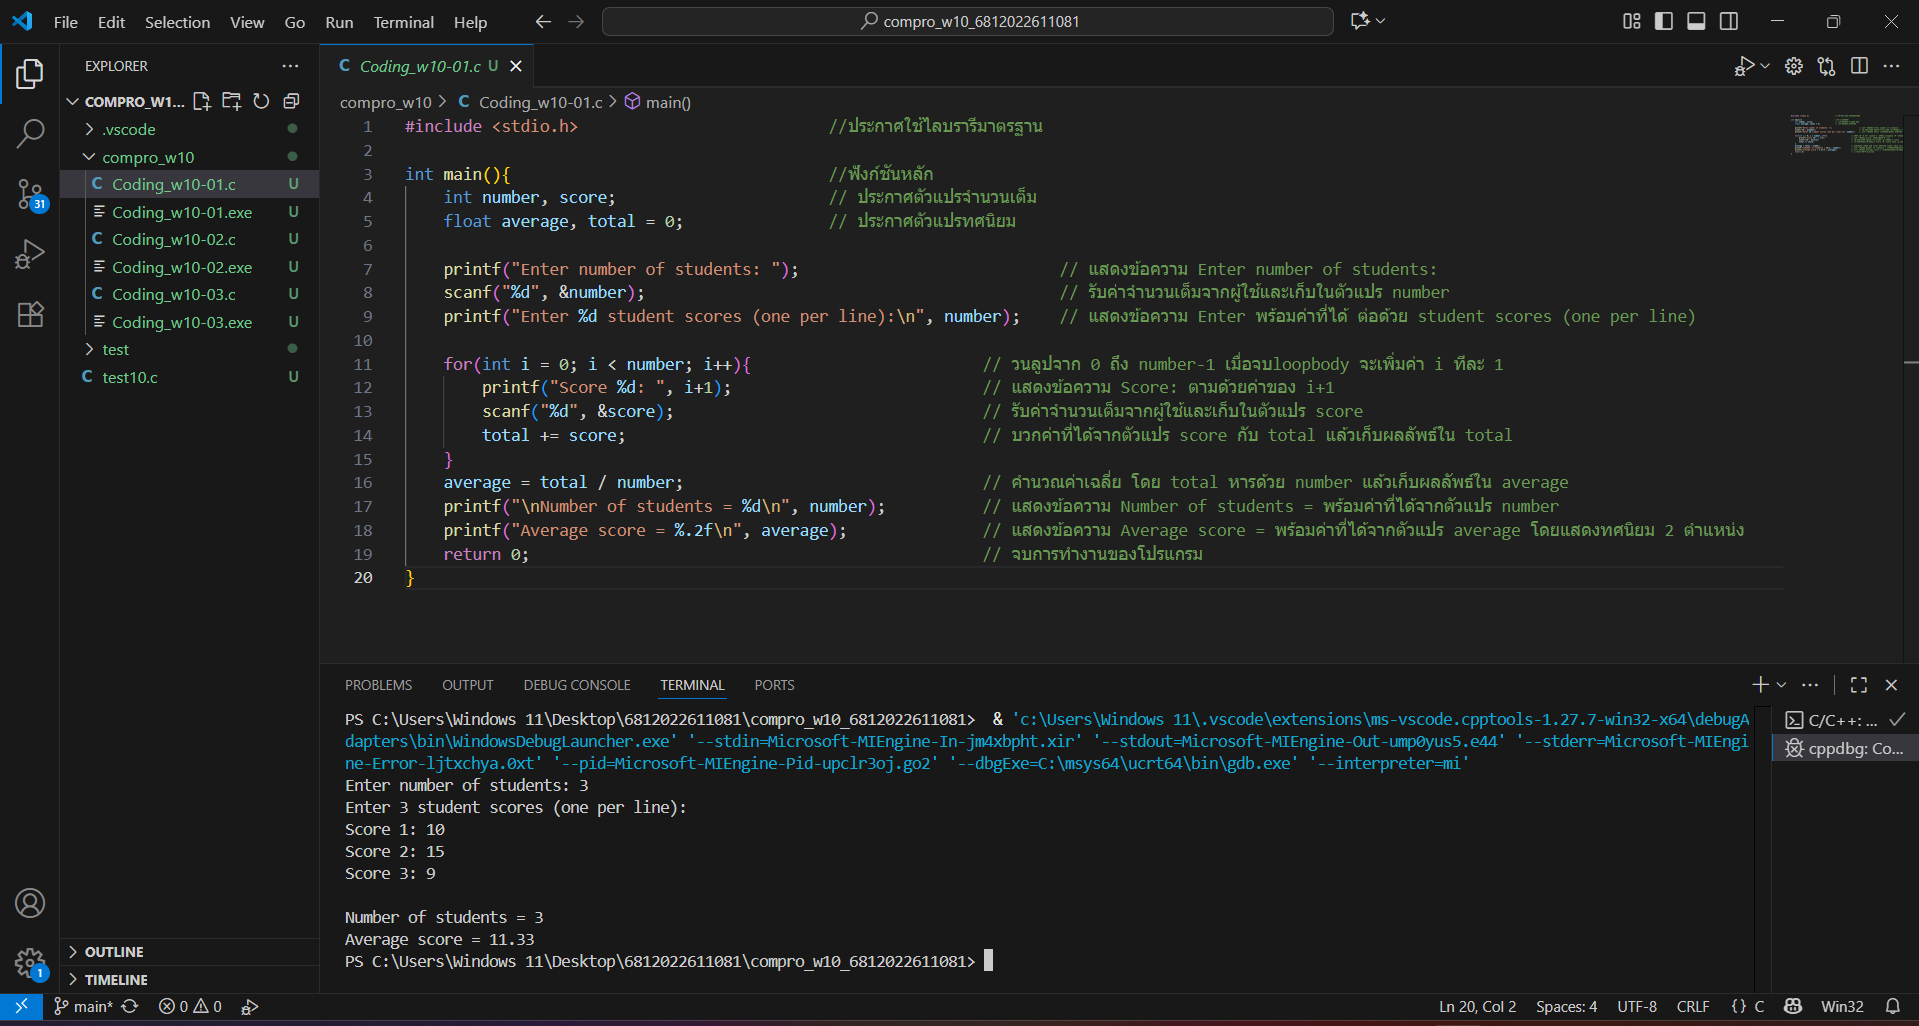 File Edit Selection View Go Run Terminal Help
compro_w10_6812022611081
EXPLORER
COMPRO_W1...
.vscode
compro_w10
Coding_w10-01.c U
Coding_w10-01.exe U
Coding_w10-02.c U
Coding_w10-02.exe U
Coding_w10-03.c U
Coding_w10-03.exe U
test
test10.c U
OUTLINE
TIMELINE
Coding_w10-01.c U
compro_w10 > C Coding_w10-01.c > main()
1 #include <stdio.h> //ประกาศใช้ไลบรารีมาตรฐาน
2
3 int main(){ //ฟังก์ชันหลัก
4 int number, score; // ประกาศตัวแปรจำนวนเต็ม
5 float average, total = 0; // ประกาศตัวแปรทศนิยม
6
7 printf("Enter number of students: "); // แสดงข้อความ Enter number of students:
8 scanf("%d", &number); // รับค่าจำนวนเต็มจากผู้ใช้และเก็บในตัวแปร number
9 printf("Enter %d student scores (one per line):\n", number); // แสดงข้อความ Enter พร้อมค่าที่ได้ ต่อด้วย student scores (one per line)
10
11 for(int i = 0; i < number; i++){ // วนลูปจาก 0 ถึง number-1 เมื่อจบloopbody จะเพิ่มค่า i ทีละ 1
12 printf("Score %d: ", i+1); // แสดงข้อความ Score: ตามด้วยค่าของ i+1
13 scanf("%d", &score); // รับค่าจำนวนเต็มจากผู้ใช้และเก็บในตัวแปร score
14 total += score; // บวกค่าที่ได้จากตัวแปร score กับ total แล้วเก็บผลลัพธ์ใน total
15 }
16 average = total / number; // คำนวณค่าเฉลี่ย โดย total หารด้วย number แล้วเก็บผลลัพธ์ใน average
17 printf("\nNumber of students = %d\n", number); // แสดงข้อความ Number of students = พร้อมค่าที่ได้จากตัวแปร number
18 printf("Average score = %.2f\n", average); // แสดงข้อความ Average score = พร้อมค่าที่ได้จากตัวแปร average โดยแสดงทศนิยม 2 ตำแหน่ง
19 return 0; // จบการทำงานของโปรแกรม
20 }
PROBLEMS OUTPUT DEBUG CONSOLE TERMINAL PORTS
PS C:\Users\Windows 11\Desktop\6812022611081\compro_w10_6812022611081> & 'c:\Users\Windows 11\.vscode\extensions\ms-vscode.cpptools-1.27.7-win32-x64\debugA
dapters\bin\WindowsDebugLauncher.exe' '--stdin=Microsoft-MIEngine-In-jm4xbpht.xir' '--stdout=Microsoft-MIEngine-Out-ump0yus5.e44' '--stderr=Microsoft-MIEngi
ne-Error-ljtxchya.0xt' '--pid=Microsoft-MIEngine-Pid-upclr3oj.go2' '--dbgExe=C:\msys64\ucrt64\bin\gdb.exe' '--interpreter=mi'
Enter number of students: 3
Enter 3 student scores (one per line):
Score 1: 10
Score 2: 15
Score 3: 9
Number of students = 3
Average score = 11.33
PS C:\Users\Windows 11\Desktop\6812022611081\compro_w10_6812022611081>
C/C++: ...
cppdbg: Co...
31
1
main* 0 0
Ln 20, Col 2 Spaces: 4 UTF-8 CRLF {} C Win32